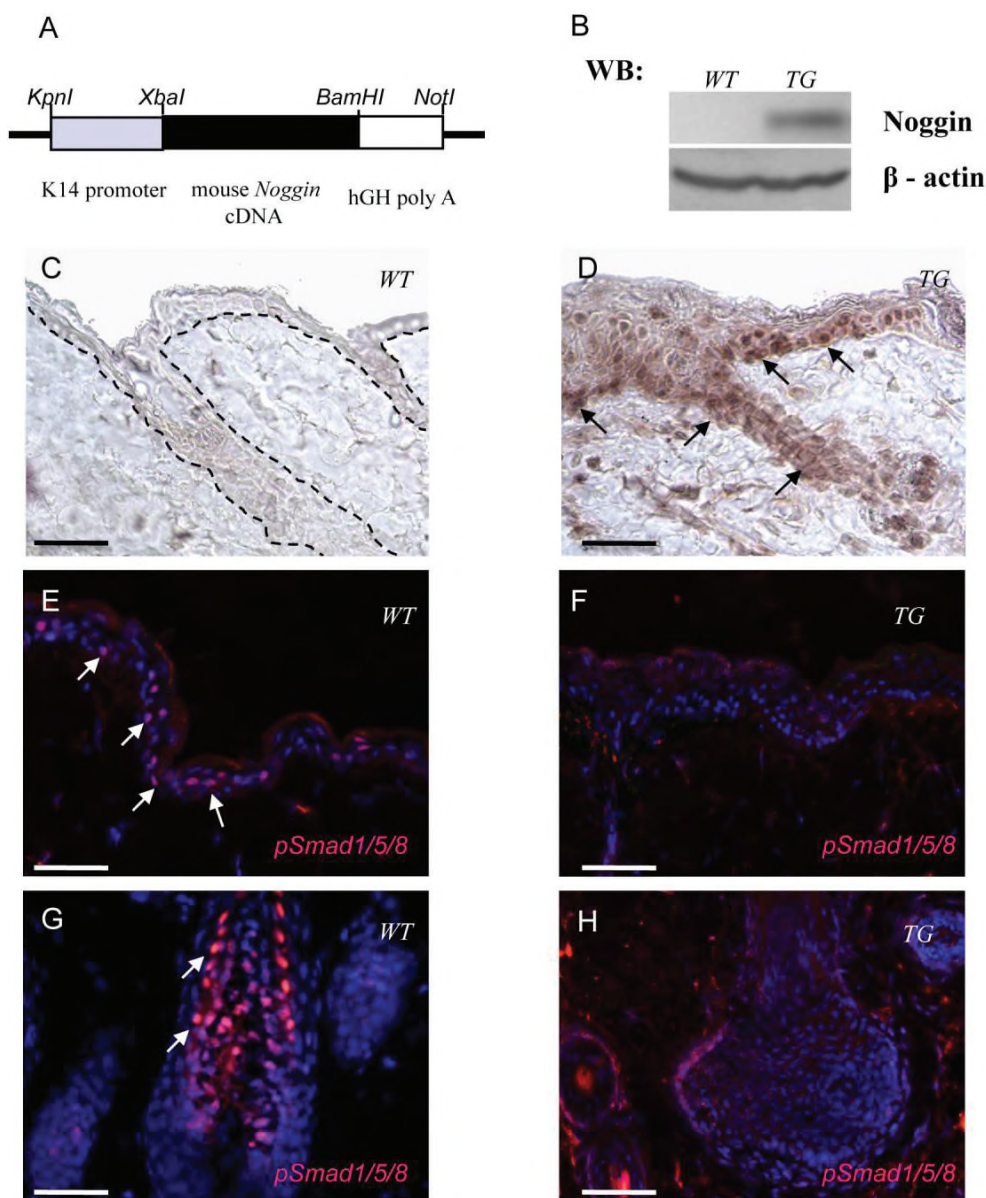 A
KpnI XbaI BamHI NotI
K14 promoter
mouse Noggin
cDNA
hGH poly A
B
WB:
WT TG
Noggin
β - actin
C
WT
D
TG
E
WT
pSmad1/5/8
F
TG
pSmad1/5/8
G
WT
pSmad1/5/8
H
TG
pSmad1/5/8